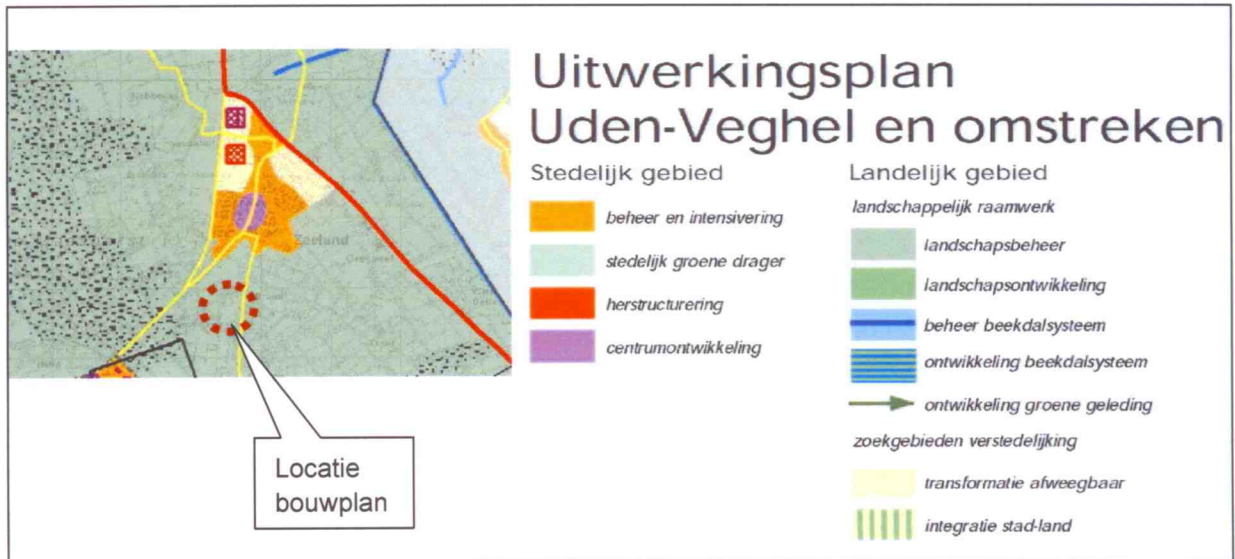 Uitwerkingsplan
Uden-Veghel en omstreken
Stedelijk gebied
beheer en intensivering
stedelijk groene drager
herstructurering
centrumontwikkeling
Landelijk gebied
landschappelijk raamwerk
landschapsbeheer
landschapsontwikkeling
beheer beekdalsysteem
ontwikkeling beekdalsysteem
ontwikkeling groene geleding
zoekgebieden verstedelijking
transformatie afweegbaar
integratie stad-land
Zeeland
Locatie
bouwplan